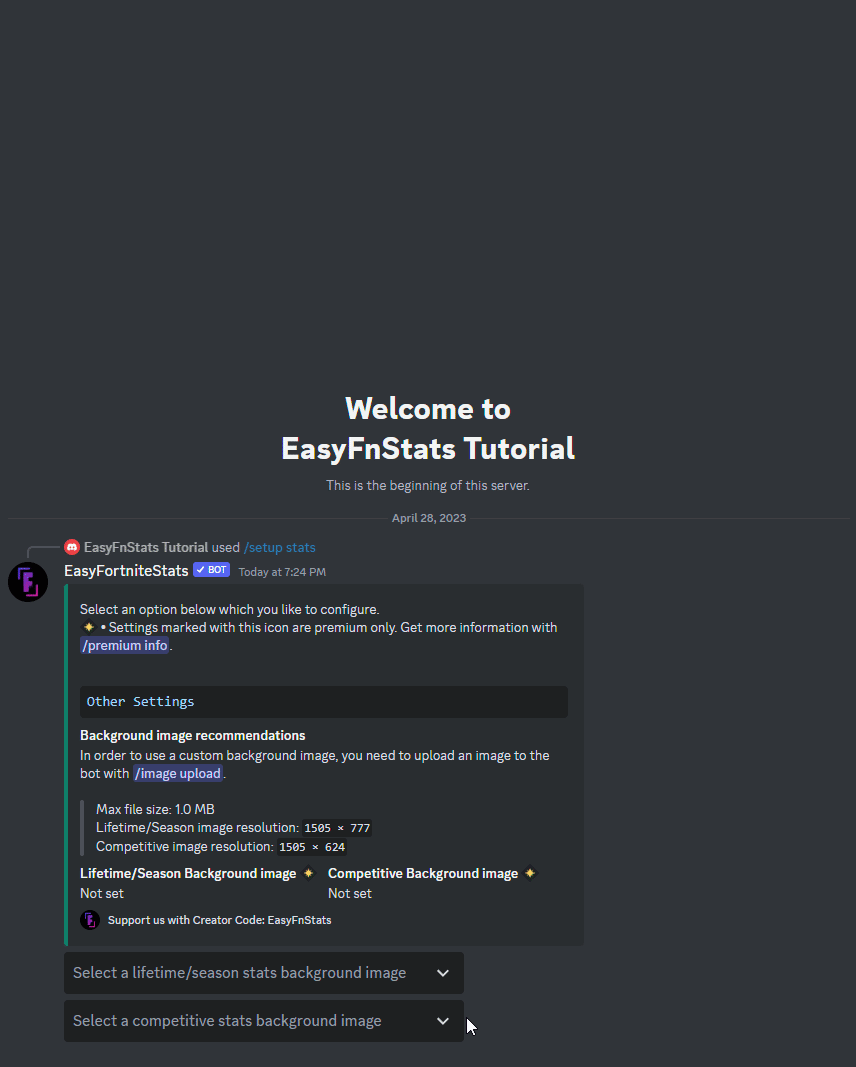 Welcome to
EasyFnStats Tutorial
This is the beginning of this server.
April 28, 2023
EasyFnStats Tutorial used /setup stats
EasyFortniteStats BOT Today at 7:24 PM
Select an option below which you like to configure.
• Settings marked with this icon are premium only. Get more information with
/premium info.
Other Settings
Background image recommendations
In order to use a custom background image, you need to upload an image to the
bot with /image upload.
Max file size: 1.0 MB
Lifetime/Season image resolution: 1505 × 777
Competitive image resolution: 1505 × 624
Lifetime/Season Background image Competitive Background image
Not set Not set
Support us with Creator Code: EasyFnStats
Select a lifetime/season stats background image
Select a competitive stats background image